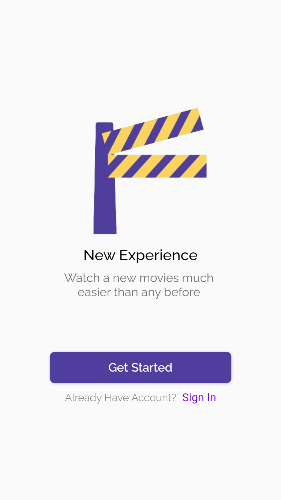 New Experience
Watch a new movies much
easier than any before
Get Started
Already Have Account? Sign In